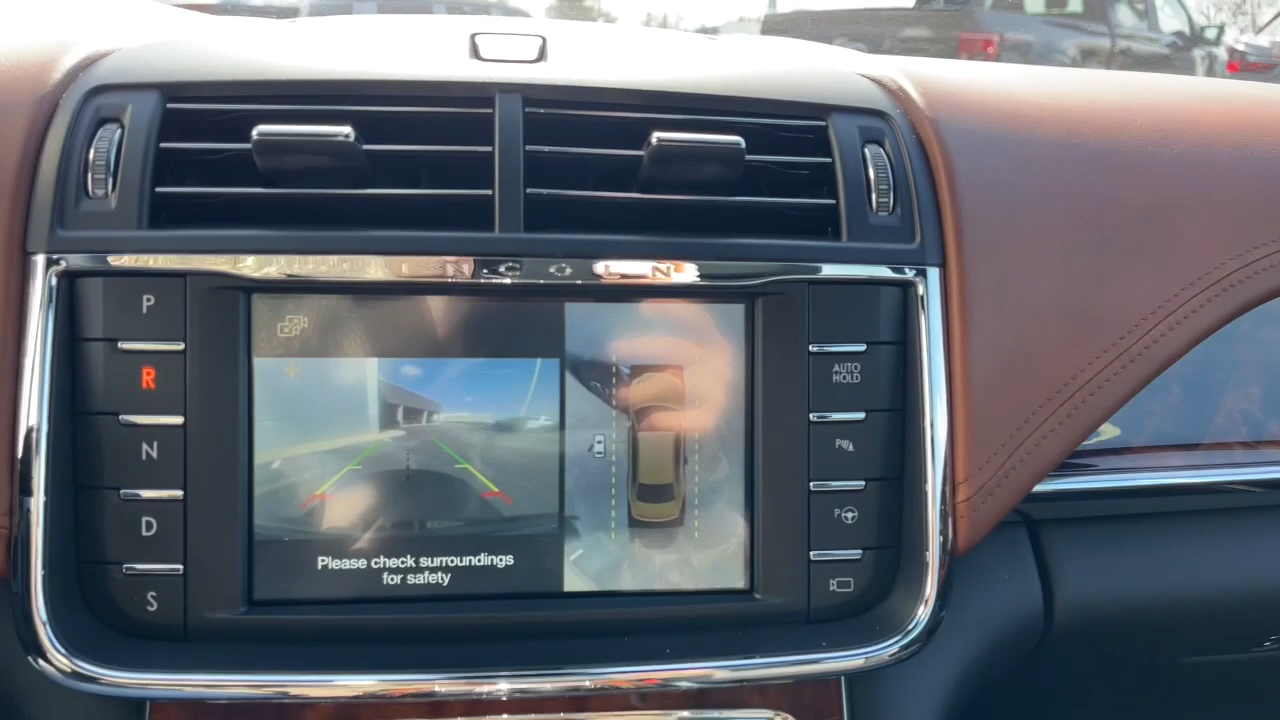 LINCOLN
P
R
N
D
S
Please check surroundings
for safety
AUTO
HOLD
P
P